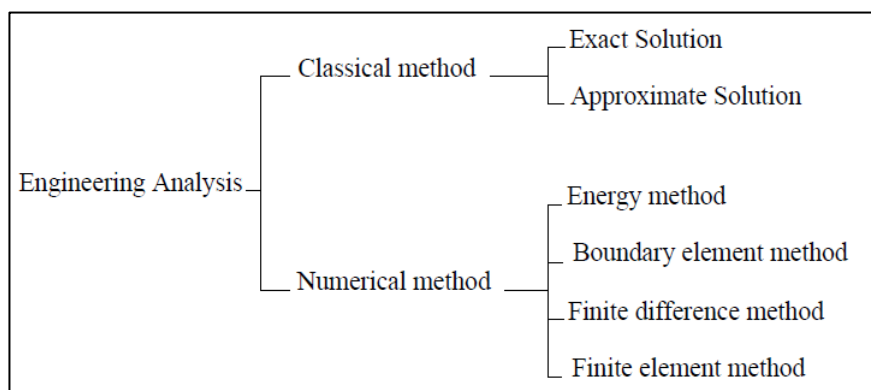 Exact Solution
Classical method
Approximate Solution
Engineering Analysis
Energy method
Boundary element method
Numerical method
Finite difference method
Finite element method